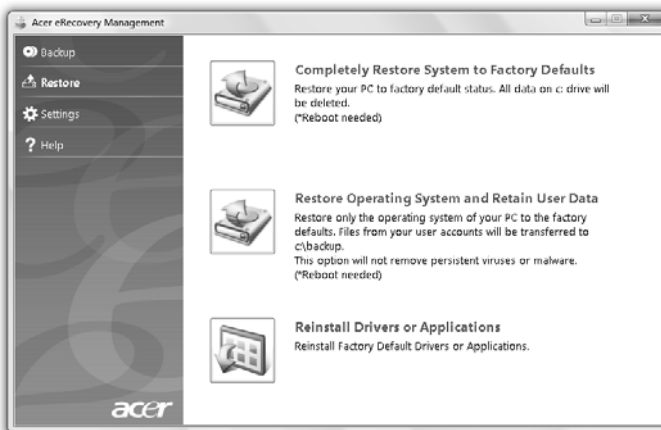 Acer eRecovery Management
Backup
Restore
Settings
Help
Completely Restore System to Factory Defaults
Restore your PC to factory default status. All data on c: drive will
be deleted.
(*Reboot needed)
Restore Operating System and Retain User Data
Restore only the operating system of your PC to the factory
defaults. Files from your user accounts will be transferred to
c:\backup.
This option will not remove persistent viruses or malware.
(*Reboot needed)
Reinstall Drivers or Applications
Reinstall Factory Default Drivers or Applications.
acer